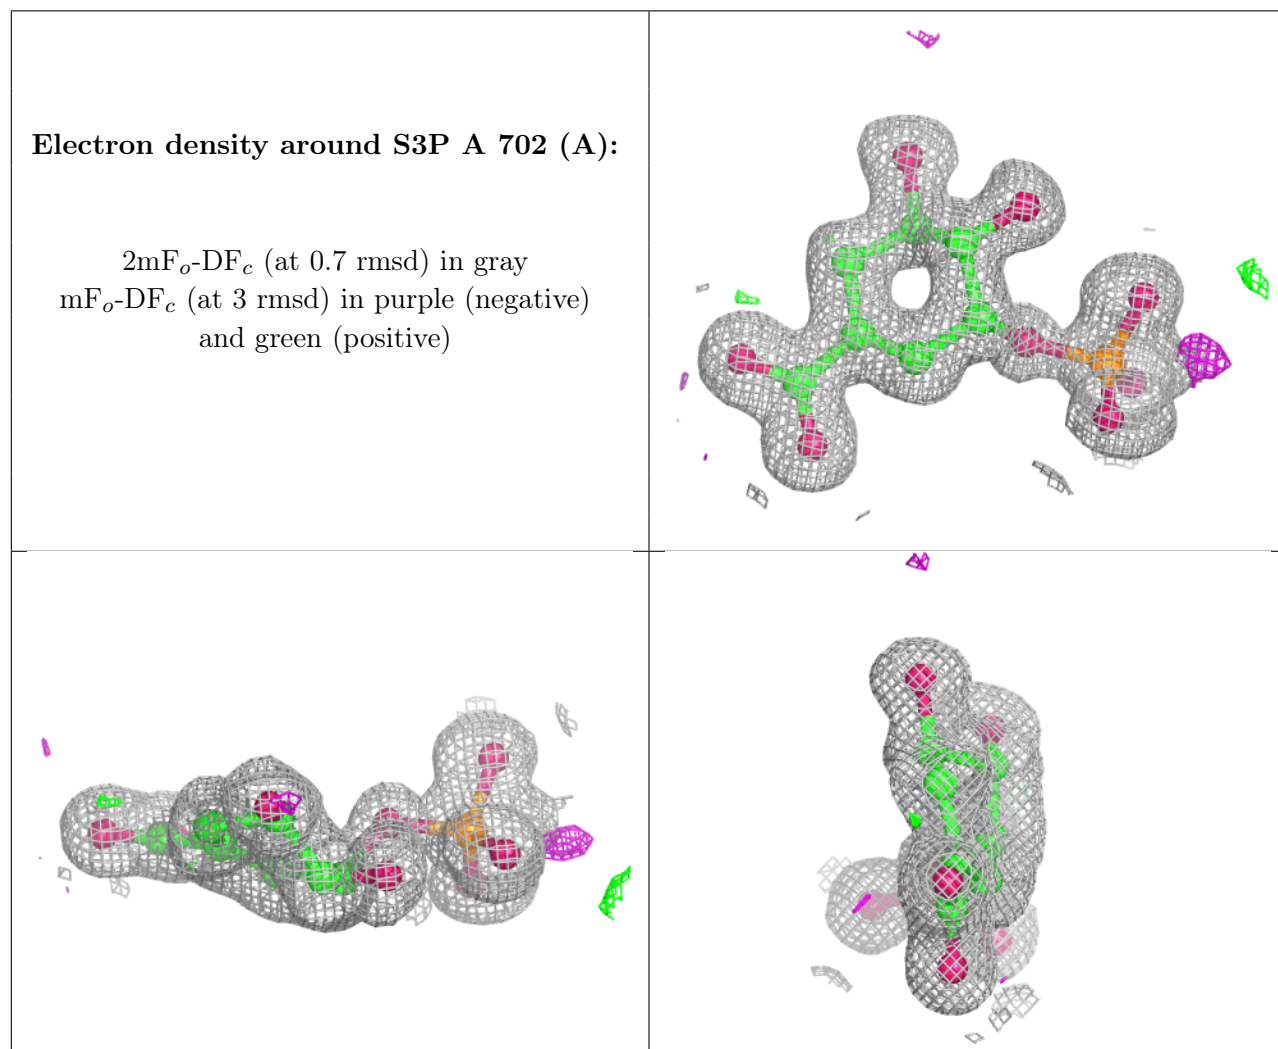 Electron density around S3P A 702 (A):
2mFo-DFc (at 0.7 rmsd) in gray
mFo-DFc (at 3 rmsd) in purple (negative)
and green (positive)